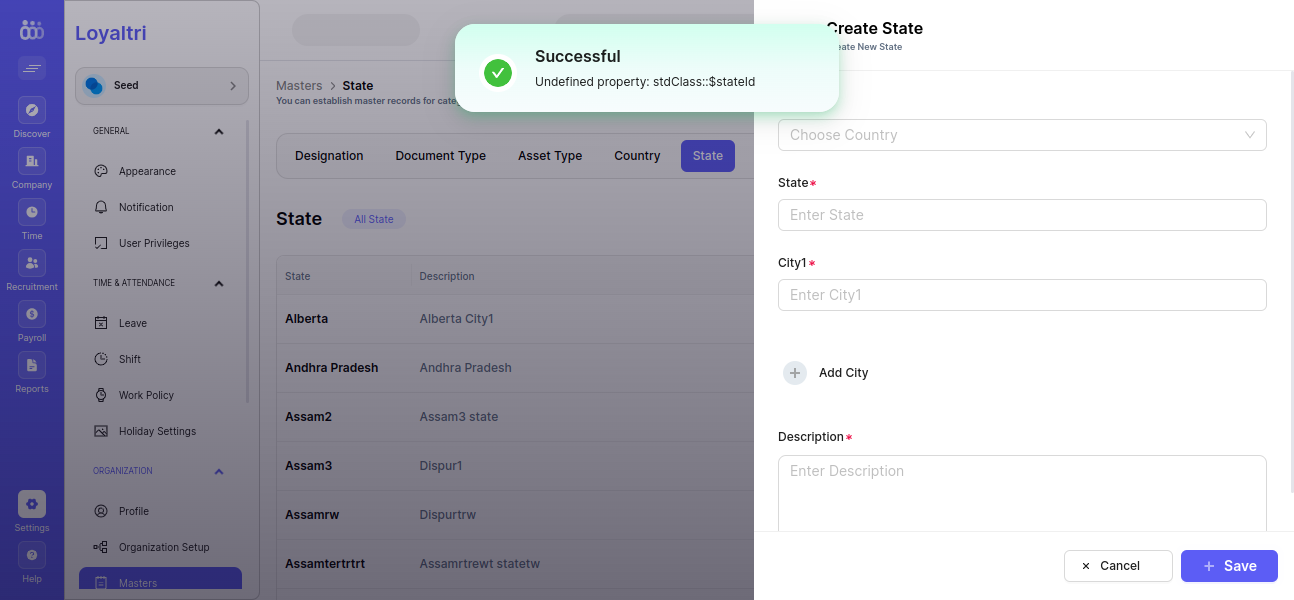 Loyaltri
Seed
Discover
Company
Time
Recruitment
Payroll
Reports
Settings
Help
GENERAL
Appearance
Notification
User Privileges
TIME & ATTENDANCE
Leave
Shift
Work Policy
Holiday Settings
ORGANIZATION
Profile
Organization Setup
Masters
Masters > State
You can establish master records for
Designation Document Type Asset Type Country State
State All State
State Description
Alberta Alberta City1
Andhra Pradesh Andhra Pradesh
Assam2 Assam3 state
Assam3 Dispur1
Assamrw Dispurtrw
Assamtertrtrt Assamrtrewt statetw
Successful
Undefined property: stdClass::$stateId
Create State
Create New State
Choose Country
State*
Enter State
City1*
Enter City1
Add City
Description*
Enter Description
Cancel
Save